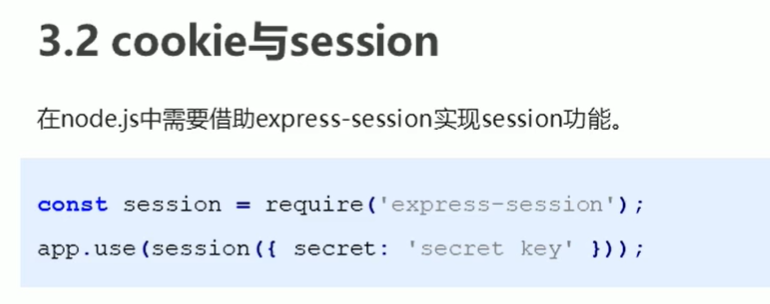 3.2 cookie与session
在node.js中需要借助express-session实现session功能。
const session = require('express-session');
app.use(session({ secret: 'secret key' }));